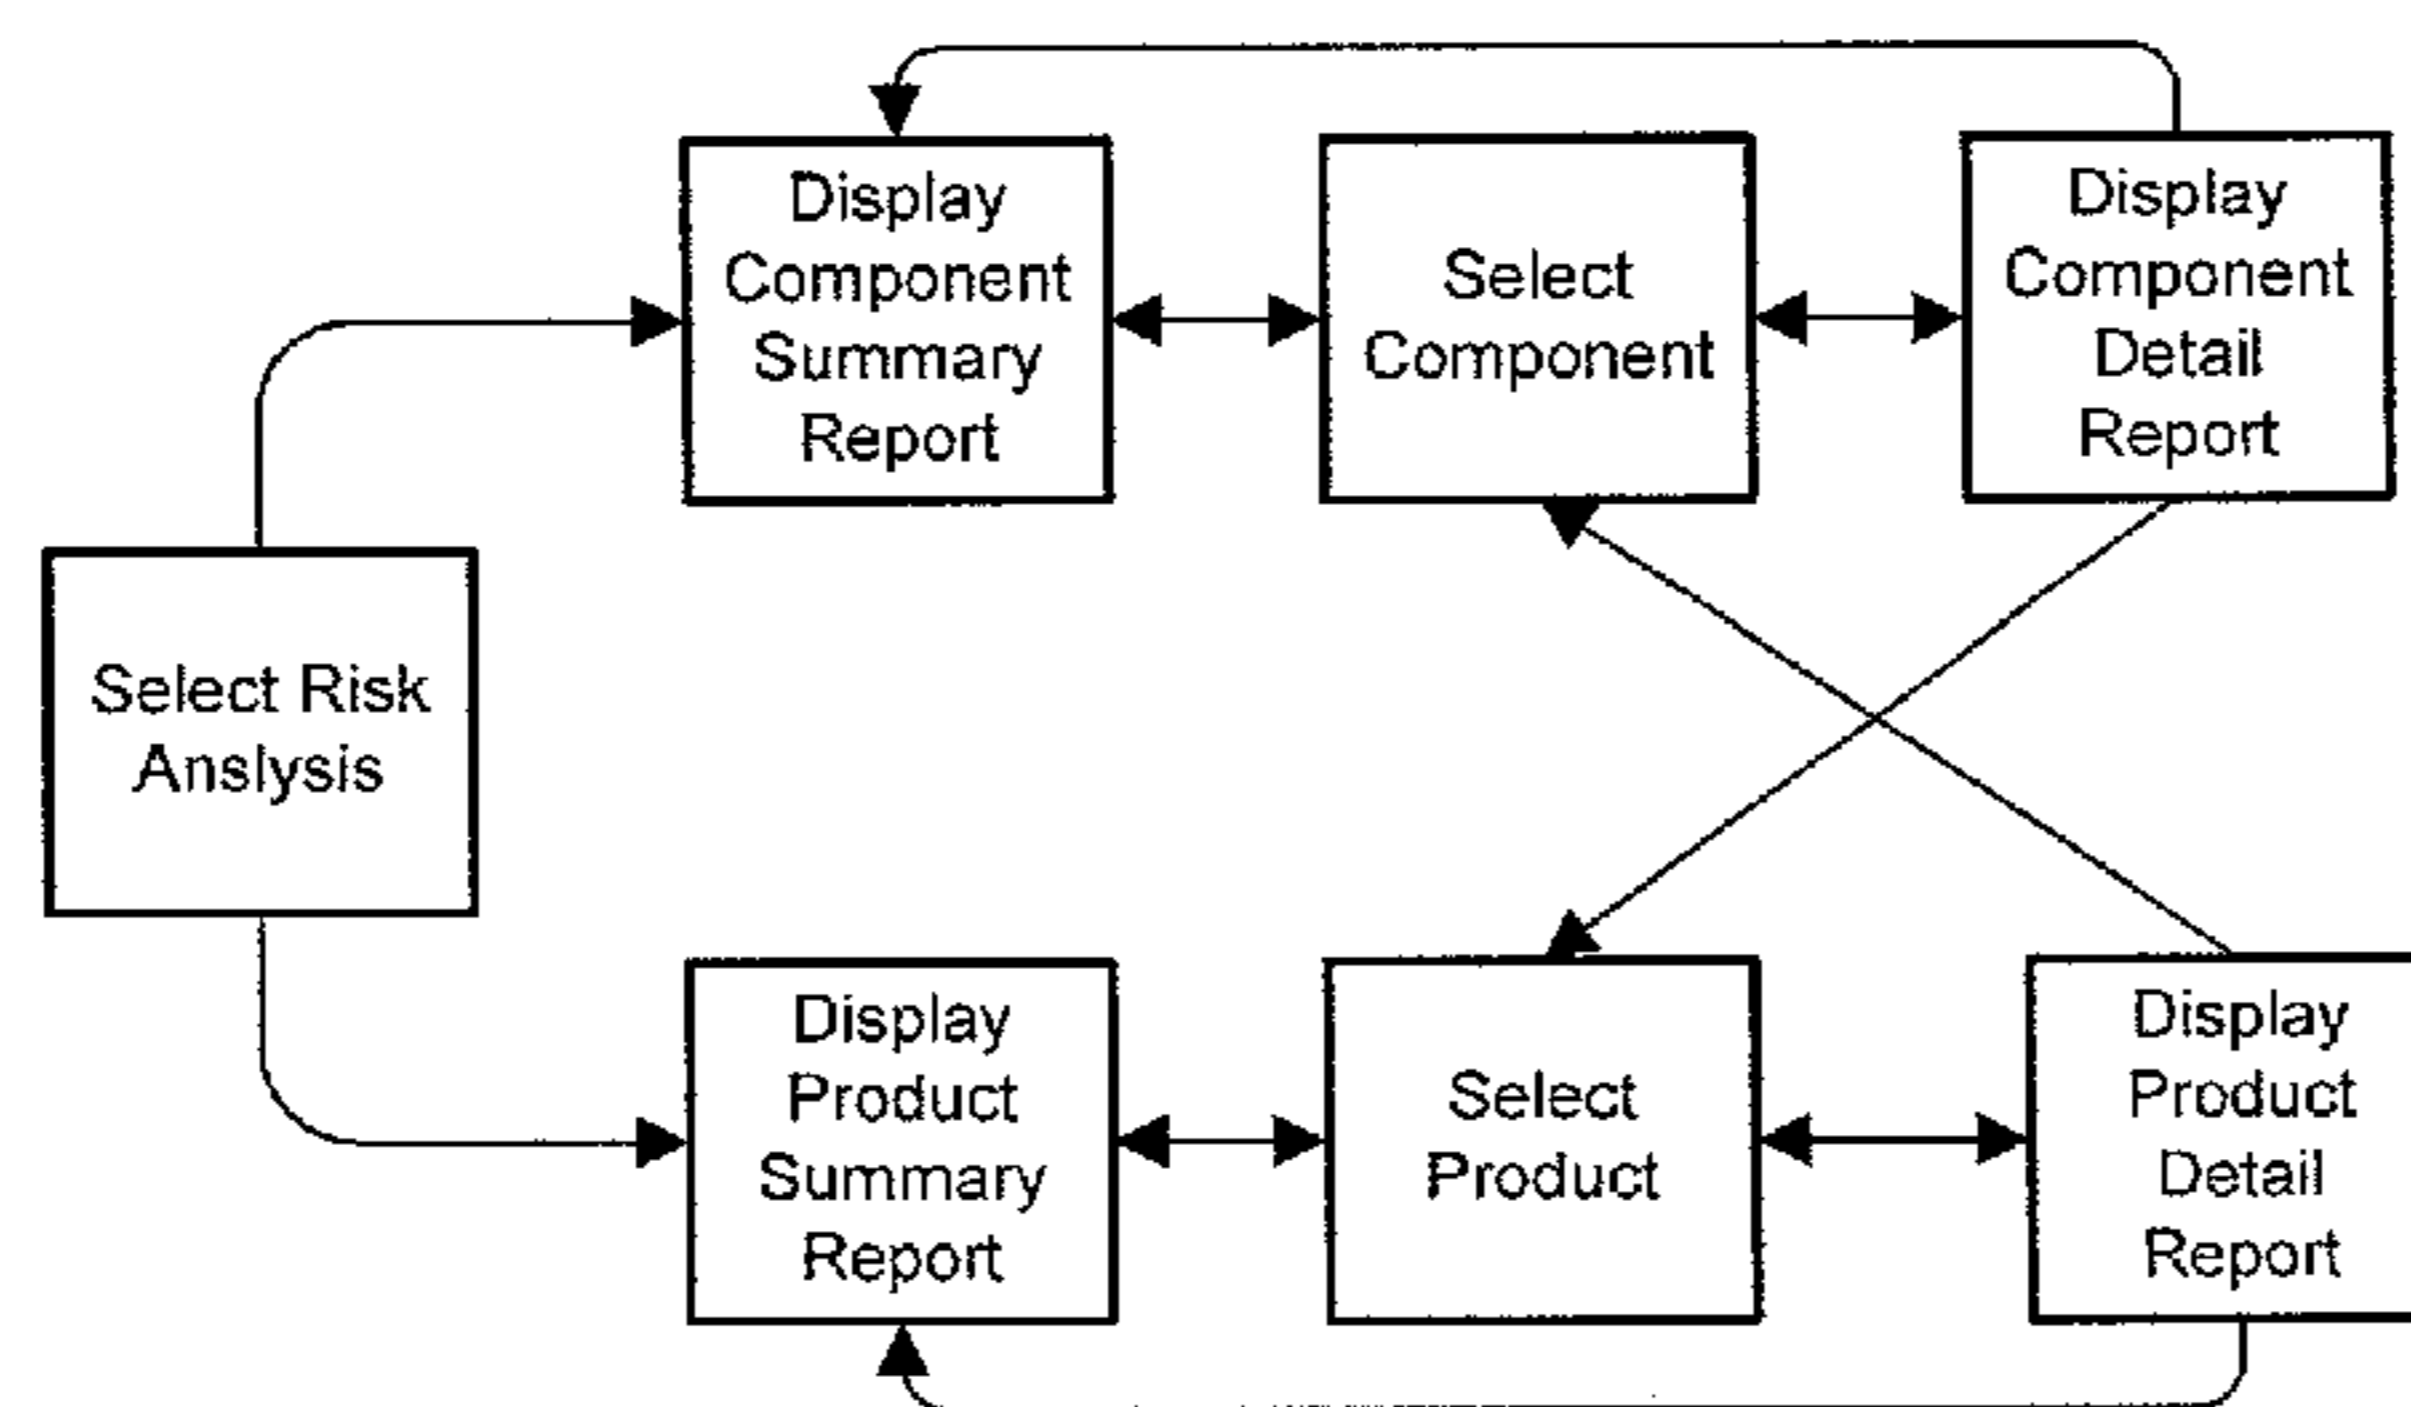 Display
Component
Summary
Report
Select
Component
Display
Component
Detail
Report
Select Risk
Anslysis
Display
Product
Summary
Report
Select
Product
Display
Product
Detail
Report